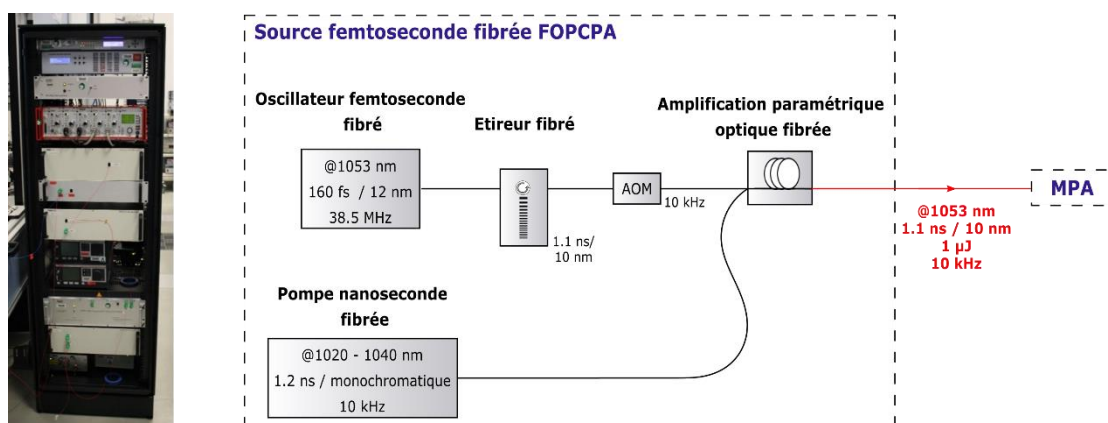 Source femtoseconde fibrée FOPCPA
Oscillateur femtoseconde
fibré
@1053 nm
160 fs / 12 nm
38.5 MHz
Etireur fibré
1.1 ns/
10 nm
AOM
10 kHz
Amplification paramétrique
optique fibrée
@1053 nm
1.1 ns / 10 nm
1 µJ
10 kHz
MPA
Pompe nanoseconde
fibrée
@1020 - 1040 nm
1.2 ns / monochromatique
10 kHz